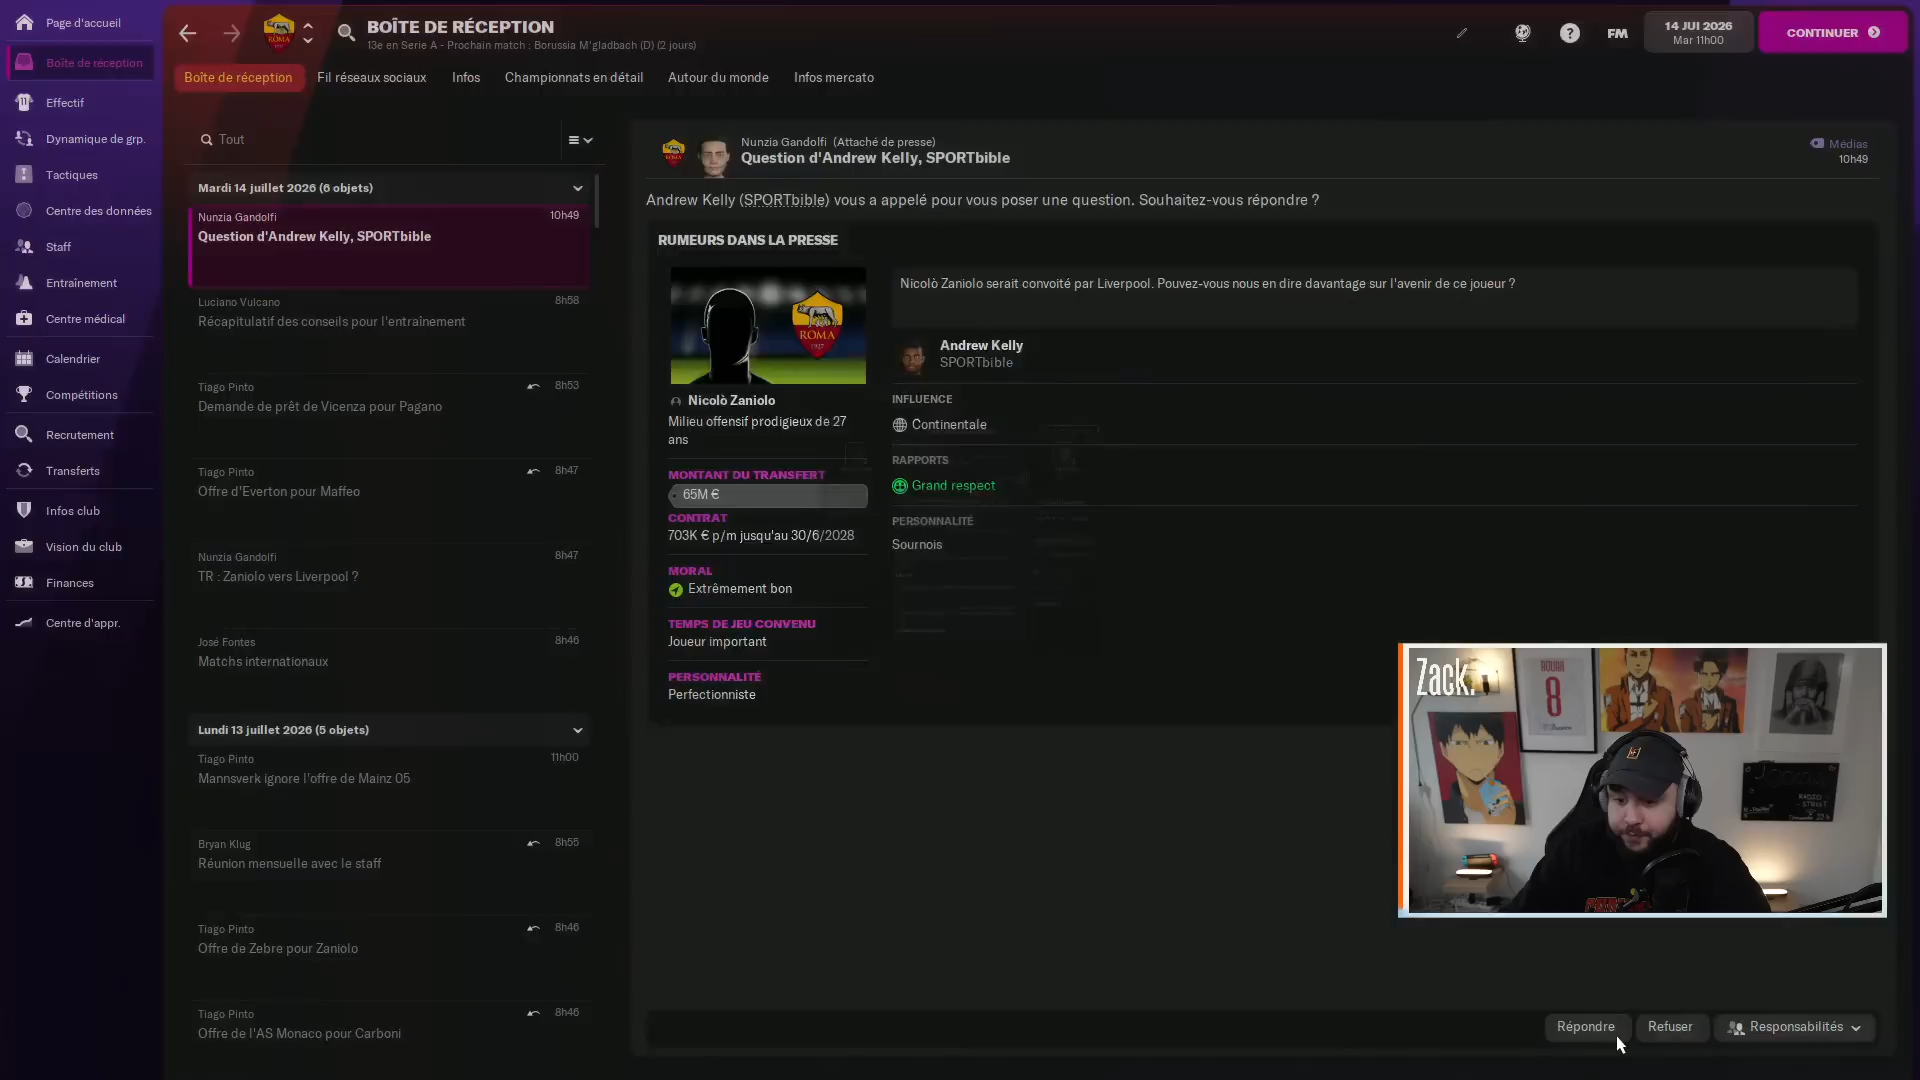 Page d'accueil
Boîte de réception
Effectif
Dynamique de grp.
Tactiques
Centre des données
Staff
Entraînement
Centre médical
Calendrier
Compétitions
Recrutement
Transferts
Infos club
Vision du club
Finances
Centre d'appr.
BOÎTE DE RÉCEPTION
13e en Serie A - Prochain match : Borussia M'gladbach (D) (2 jours)
FM
14 JUI 2026
Mar 11h00
CONTINUER
Boîte de réception
Fil réseaux sociaux
Infos
Championnats en détail
Autour du monde
Infos mercato
Tout
Mardi 14 juillet 2026 (6 objets)
Nunzia Gandolfi 10h49
Question d'Andrew Kelly, SPORTbible
Luciano Vulcano 8h58
Récapitulatif des conseils pour l'entraînement
Tiago Pinto 8h53
Demande de prêt de Vicenza pour Pagano
Tiago Pinto 8h47
Offre d'Everton pour Maffeo
Nunzia Gandolfi 8h47
TR : Zaniolo vers Liverpool ?
José Fontes 8h46
Matchs internationaux
Lundi 13 juillet 2026 (5 objets)
Tiago Pinto 11h00
Mannsverk ignore l'offre de Mainz 05
Bryan Klug 8h55
Réunion mensuelle avec le staff
Tiago Pinto 8h46
Offre de Zebre pour Zaniolo
Tiago Pinto 8h46
Offre de l'AS Monaco pour Carboni
Nunzia Gandolfi (Attaché de presse)
Question d'Andrew Kelly, SPORTbible
Médias
10h49
Andrew Kelly (SPORTbible) vous a appelé pour vous poser une question. Souhaitez-vous répondre ?
RUMEURS DANS LA PRESSE
ROMA
1927
Nicolò Zaniolo
Milieu offensif prodigieux de 27
ans
MONTANT DU TRANSFERT
65M €
CONTRAT
703K € p/m jusqu'au 30/6/2028
MORAL
Extrêmement bon
TEMPS DE JEU CONVENU
Joueur important
PERSONNALITÉ
Perfectionniste
Nicolò Zaniolo serait convoité par Liverpool. Pouvez-vous nous en dire davantage sur l'avenir de ce joueur ?
Andrew Kelly
SPORTbible
INFLUENCE
Continentale
RAPPORTS
Grand respect
PERSONNALITÉ
Sournois
Zack.
8
Répondre
Refuser
Responsabilités